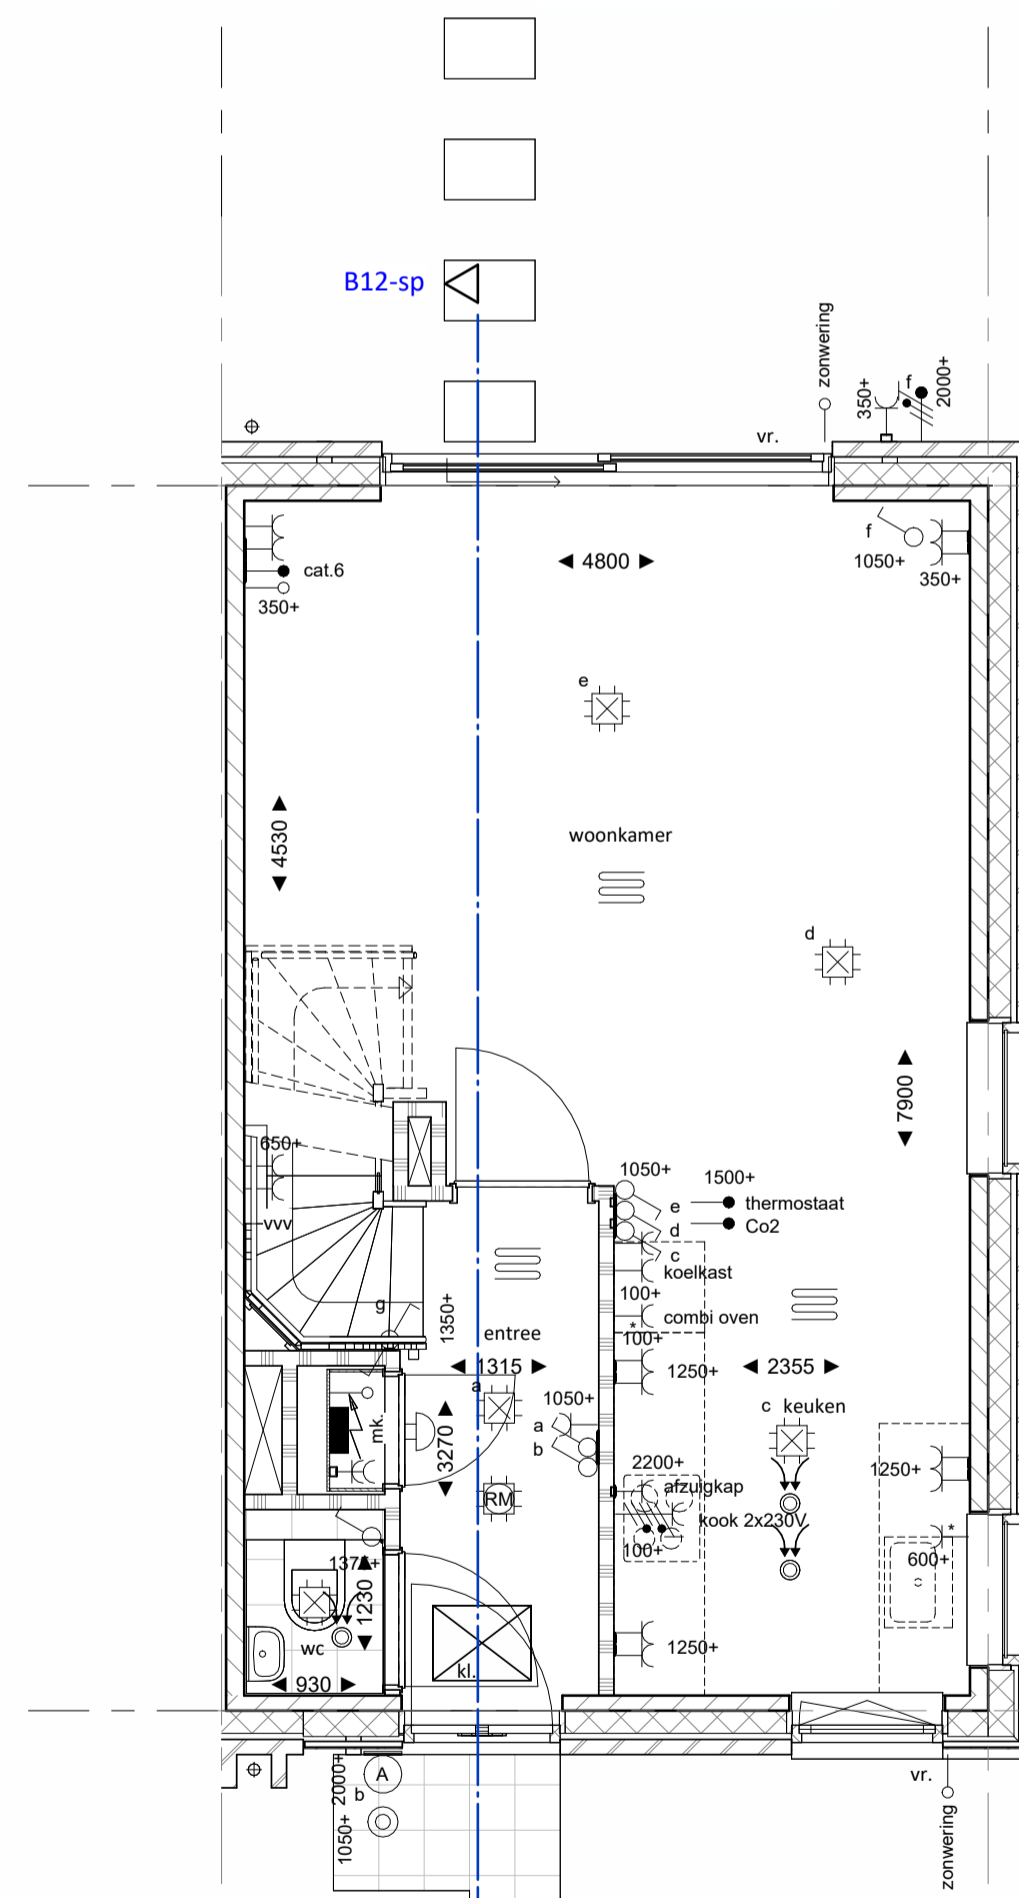 B12-sp
zonwering
350+
f
2000+
vr.
f
1050+
350+
cat.6
350+
4800
e
woonkamer
4530
d
7900
650+
vvv
1050+
1500+
e
thermostaat
d
Co2
c
koelkast
g
1350+
100+
combi oven
entree
*
100+
1315
1250+
2355
a
1050+
c
keuken
mk.
3270
a
b
2200+
afzuigkap
1250+
RM
kook 2x230V
*
100+
600+
1230
wc
1250+
kl.
930
2000+
A
b
1050+
vr.
zonwering